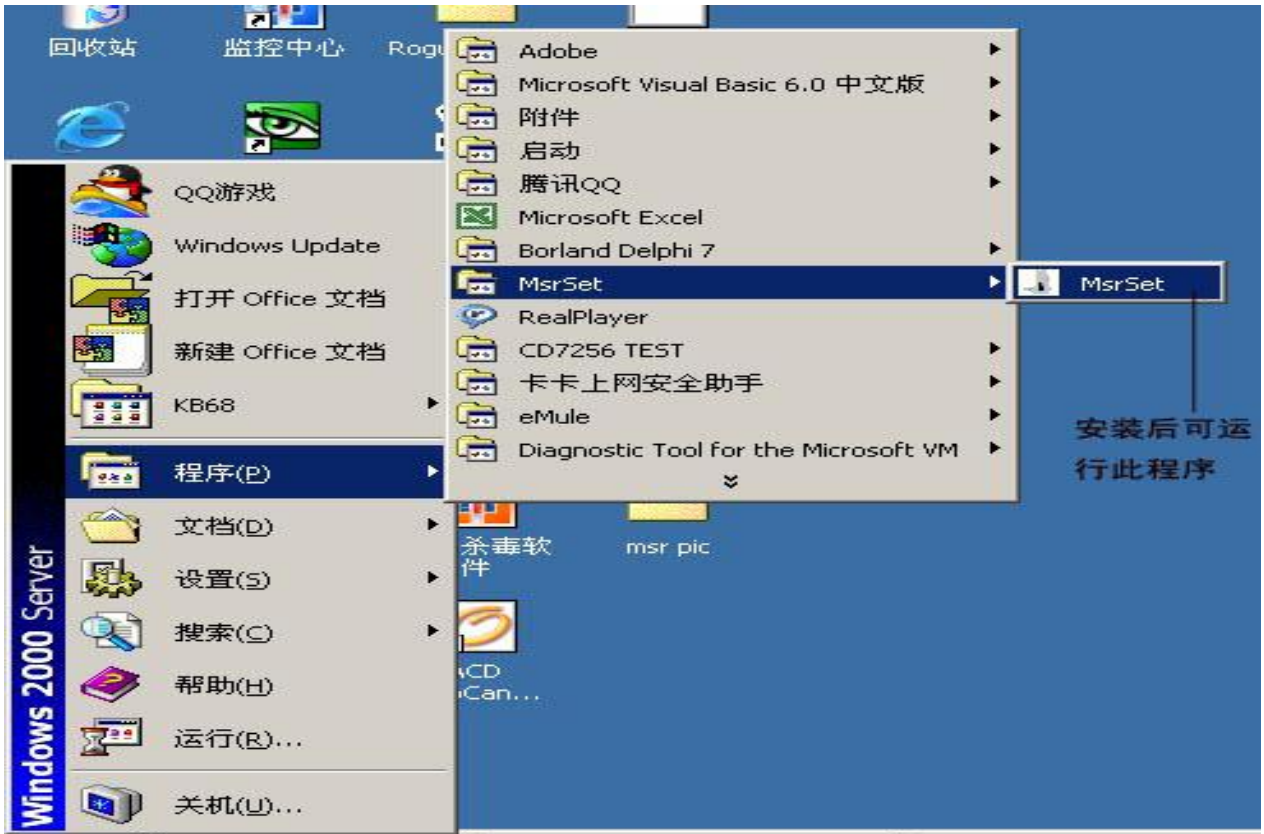 回收站
监控中心
Rogu
Adobe
Microsoft Visual Basic 6.0 中文版
附件
启动
腾讯QQ
Microsoft Excel
Borland Delphi 7
MsrSet
MsrSet
RealPlayer
CD7256 TEST
卡卡上网安全助手
eMule
Diagnostic Tool for the Microsoft VM
安装后可运
行此程序
QQ游戏
Windows Update
打开 Office 文档
新建 Office 文档
KB68
程序(P)
文档(D)
设置(S)
搜索(C)
帮助(H)
运行(R)...
关机(U)...
Windows 2000 Server
杀毒软
件
msr pic
ACD
Can...